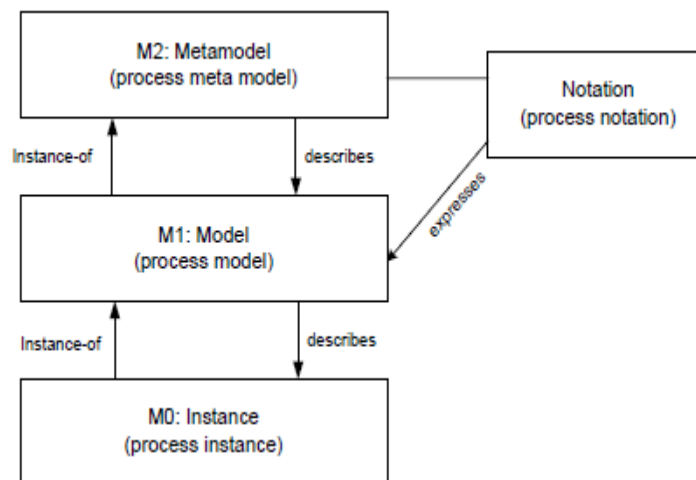 M2: Metamodel
(process meta model)
Notation
(process notation)
Instance-of
describes
expresses
M1: Model
(process model)
Instance-of
describes
M0: Instance
(process instance)